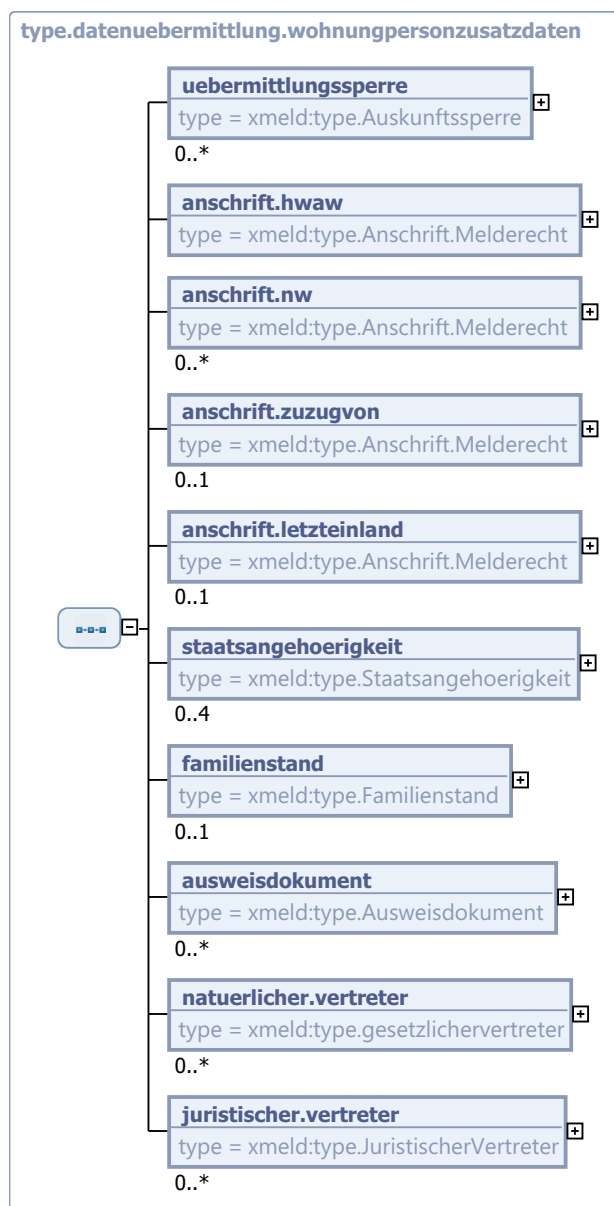 type.datenuebermittlung.wohnungpersonzusatzdaten
uebermittlungssperre
type = xmeld:type.Auskunftssperre
0..*
anschrift.hwaw
type = xmeld:type.Anschrift.Melderecht
anschrift.nw
type = xmeld:type.Anschrift.Melderecht
0..*
anschrift.zuzugvon
type = xmeld:type.Anschrift.Melderecht
0..1
anschrift.letzteinland
type = xmeld:type.Anschrift.Melderecht
0..1
staatsangehoerigkeit
type = xmeld:type.Staatsangehoerigkeit
0..4
familienstand
type = xmeld:type.Familienstand
0..1
ausweisdokument
type = xmeld:type.Ausweisdokument
0..*
natuerlicher.vertreter
type = xmeld:type.gesetzlichervertreter
0..*
juristischer.vertreter
type = xmeld:type.JuristischerVertreter
0..*